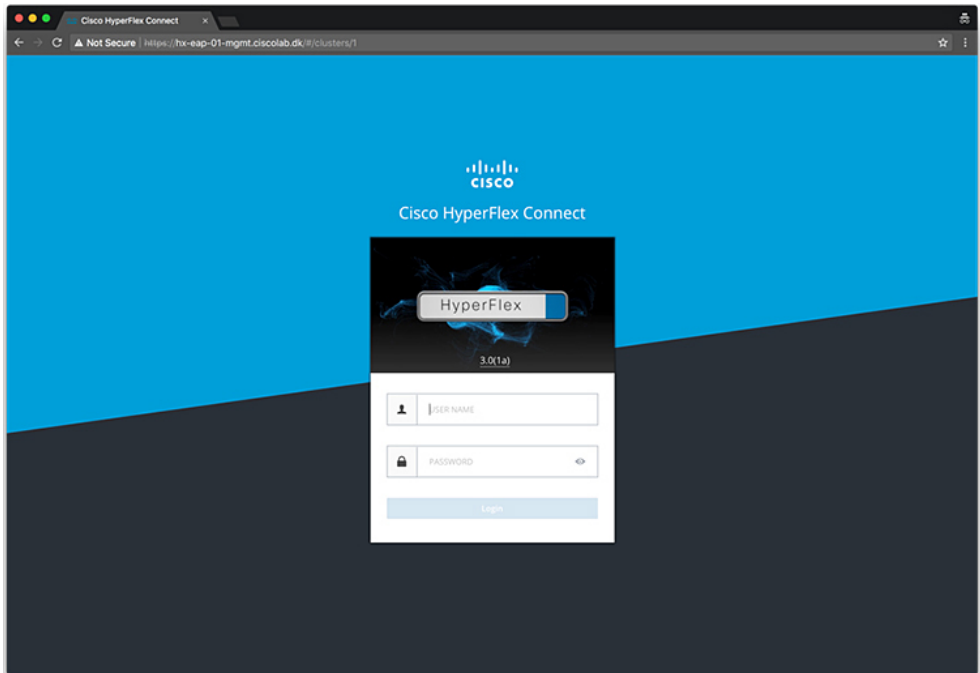 Cisco HyperFlex Connect
Not Secure https://hx-eap-01-mgmt.ciscolab.dk/#/clusters/1
CISCO
Cisco HyperFlex Connect
HyperFlex
3.0(1a)
USER NAME
PASSWORD
Login